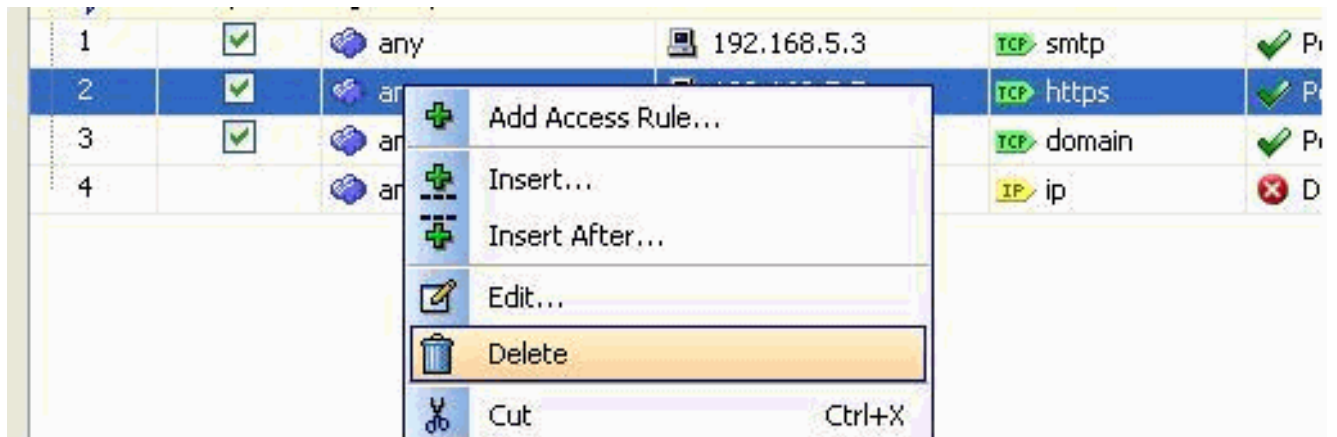 1 any 192.168.5.3 TCP smtp
2 TCP https
3 TCP domain
4 IP ip
Add Access Rule...
Insert...
Insert After...
Edit...
Delete
Cut Ctrl+X